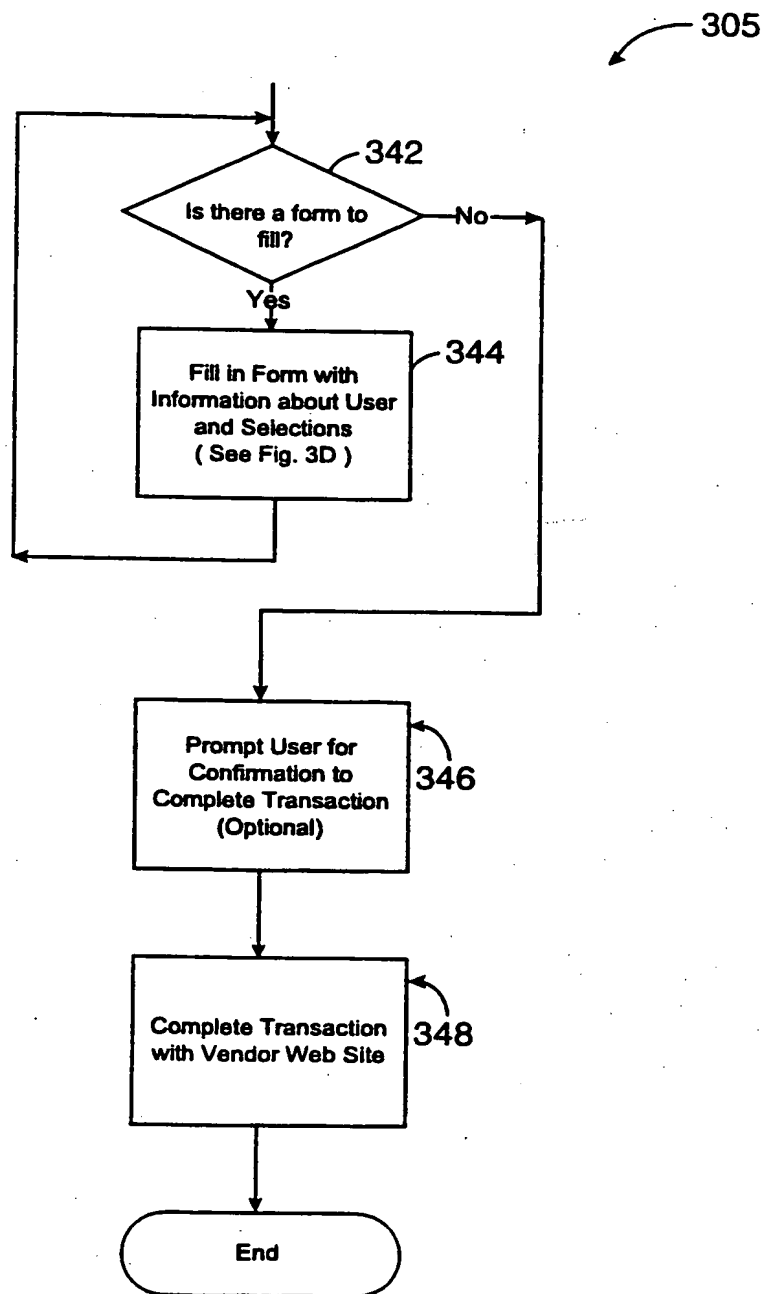 305
342
Is there a form to
fill?
No
Yes
344
Fill in Form with
Information about User
and Selections
( See Fig. 3D )
Prompt User for
Confirmation to
Complete Transaction
(Optional)
346
Complete Transaction
with Vendor Web Site
348
End